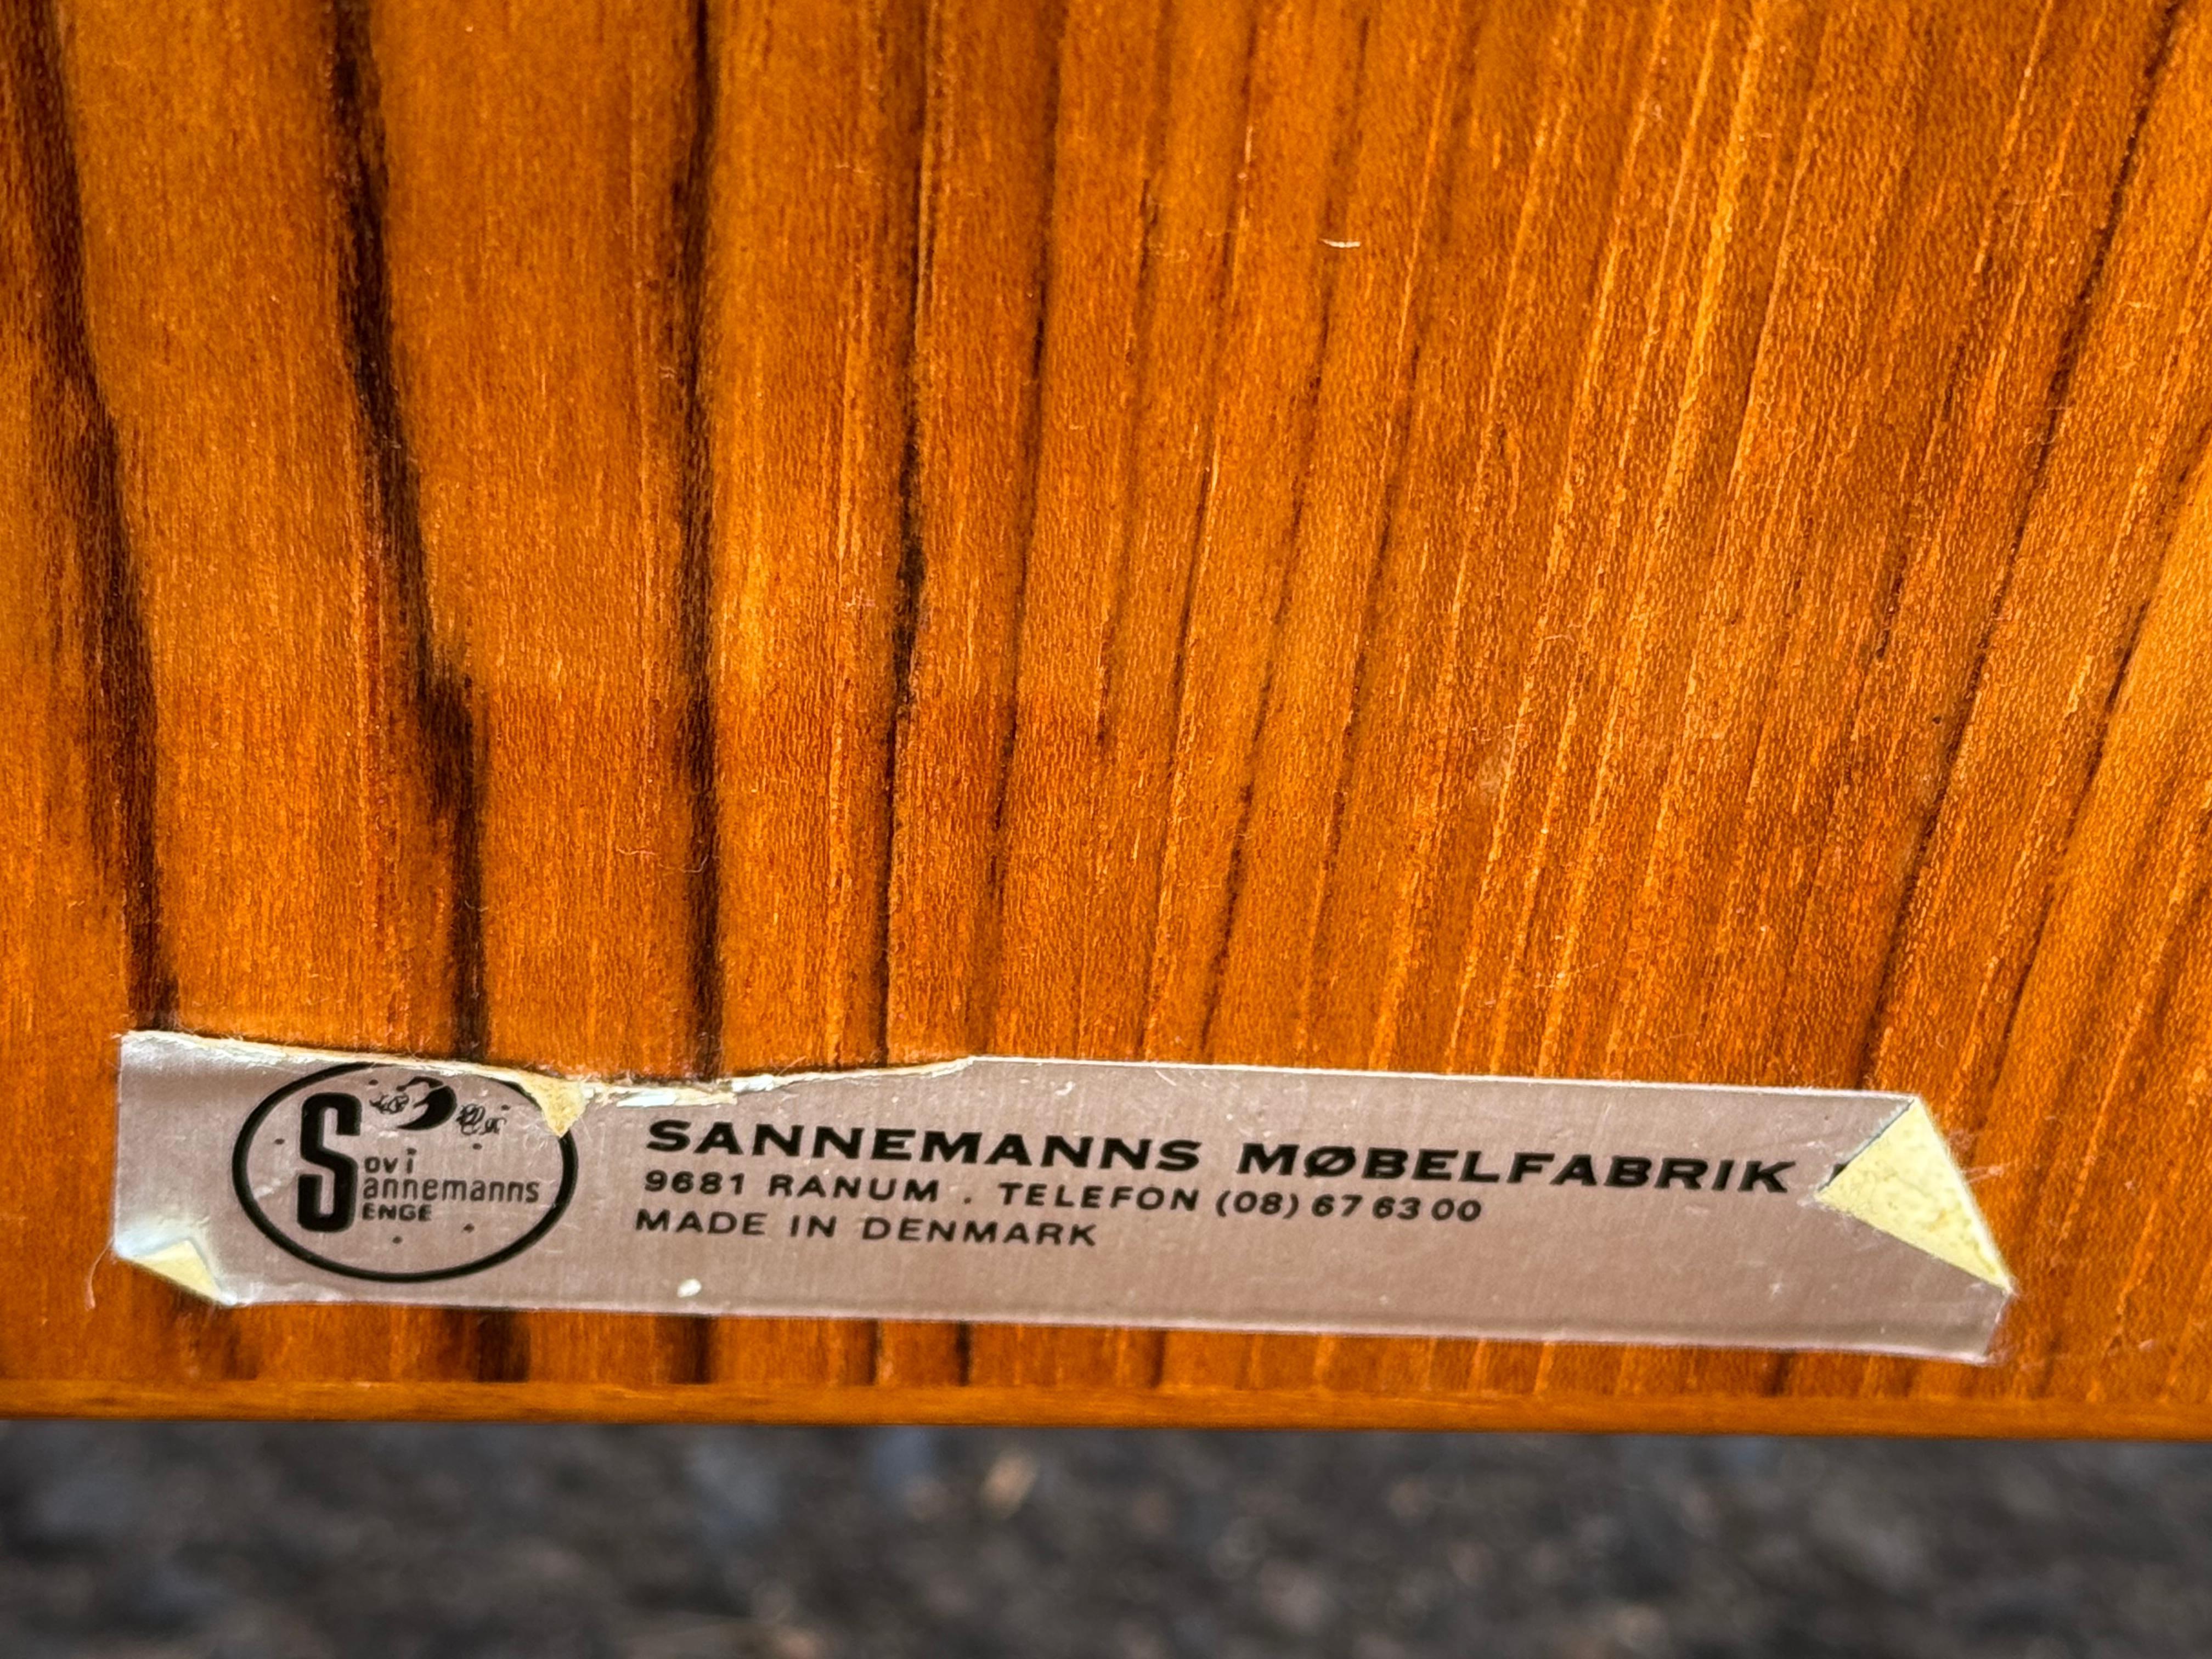 Sovi
Sannemanns
SENGE
SANNEMANNS MØBELFABRIK
9681 RANUM . TELEFON (08) 67 63 00
MADE IN DENMARK